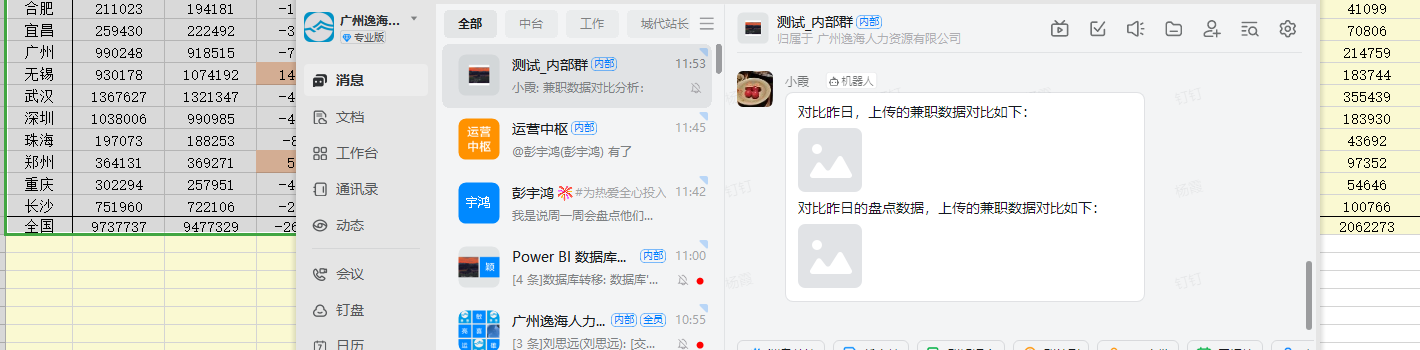 合肥 211023 194181 -1
宜昌 259430 222492 -3
广州 990248 918515 -7
无锡 930178 1074192 14
武汉 1367627 1321347 -4
深圳 1038006 990985 -4
珠海 197073 188253 -8
郑州 364131 369271 5
重庆 302294 257951 -4
长沙 751960 722106 -2
全国 9737737 9477329 -26
广州逸海...
专业版
消息
文档
工作台
通讯录
动态
会议
钉盘
日历
全部 中台 工作 城代站长
测试_内部群 内部 11:53
小霞: 兼职数据对比分析:
运营中枢
运营中枢 内部 11:45
@彭宇鸿(彭宇鸿) 有了
宇鸿
彭宇鸿 #为热爱全心投入 11:42
我是说周一周会盘点他们...
颖
Power BI 数据库... 内部 11:00
[4 条]数据库转移: 数据库'...
广州逸海人力... 内部 全员 10:55
[3 条]刘思远(刘思远): [交...
测试_内部群 内部
归属于 广州逸海人力资源有限公司
小霞 机器人
对比昨日，上传的兼职数据对比如下：
对比昨日的盘点数据，上传的兼职数据对比如下：
钉钉
杨霞
钉钉
杨霞
钉钉
41099
70806
214759
183744
355439
183930
43692
97352
54646
100766
2062273